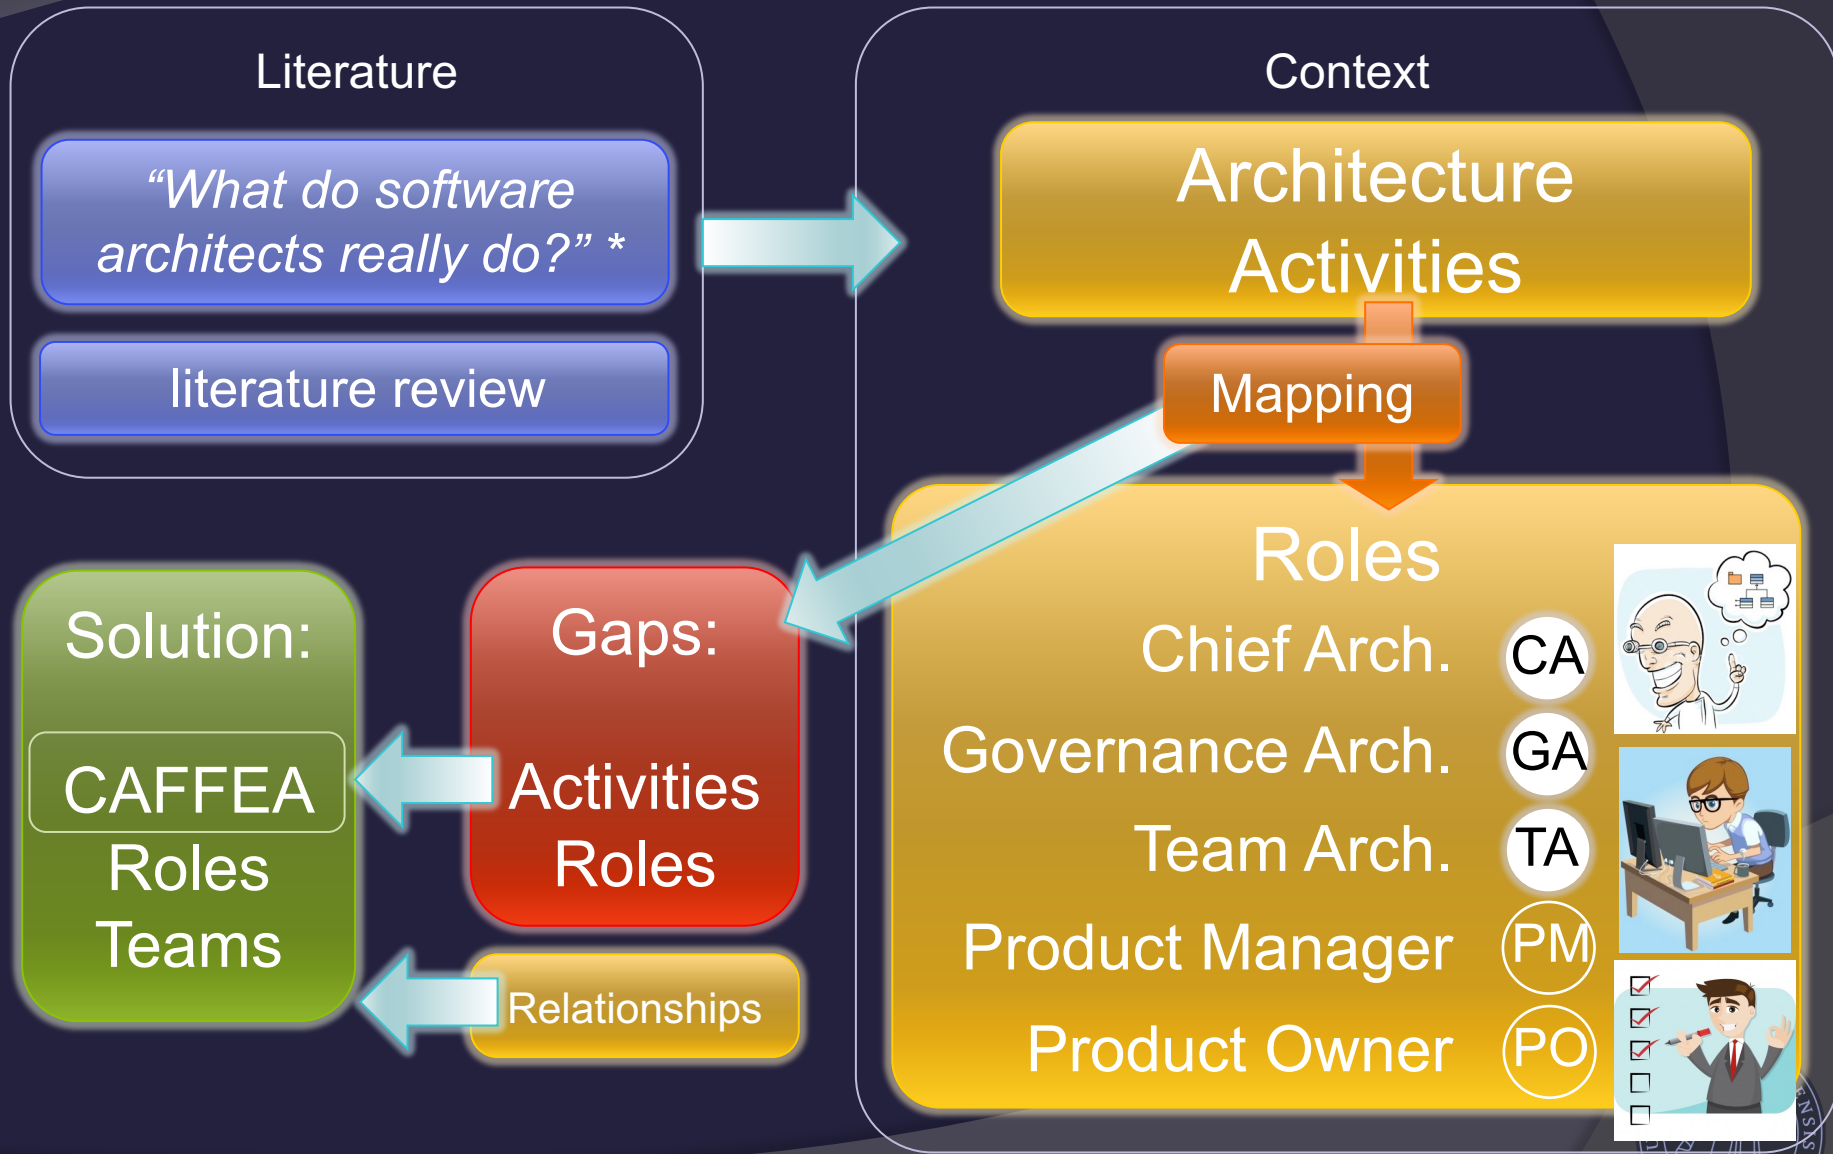 Literature
“What do software
architects really do?” *
literature review
Context
Architecture
Activities
Mapping
Roles
Chief Arch. CA
Governance Arch. GA
Team Arch. TA
Product Manager PM
Product Owner PO
Gaps:
Activities
Roles
Relationships
Solution:
CAFFEA
Roles
Teams